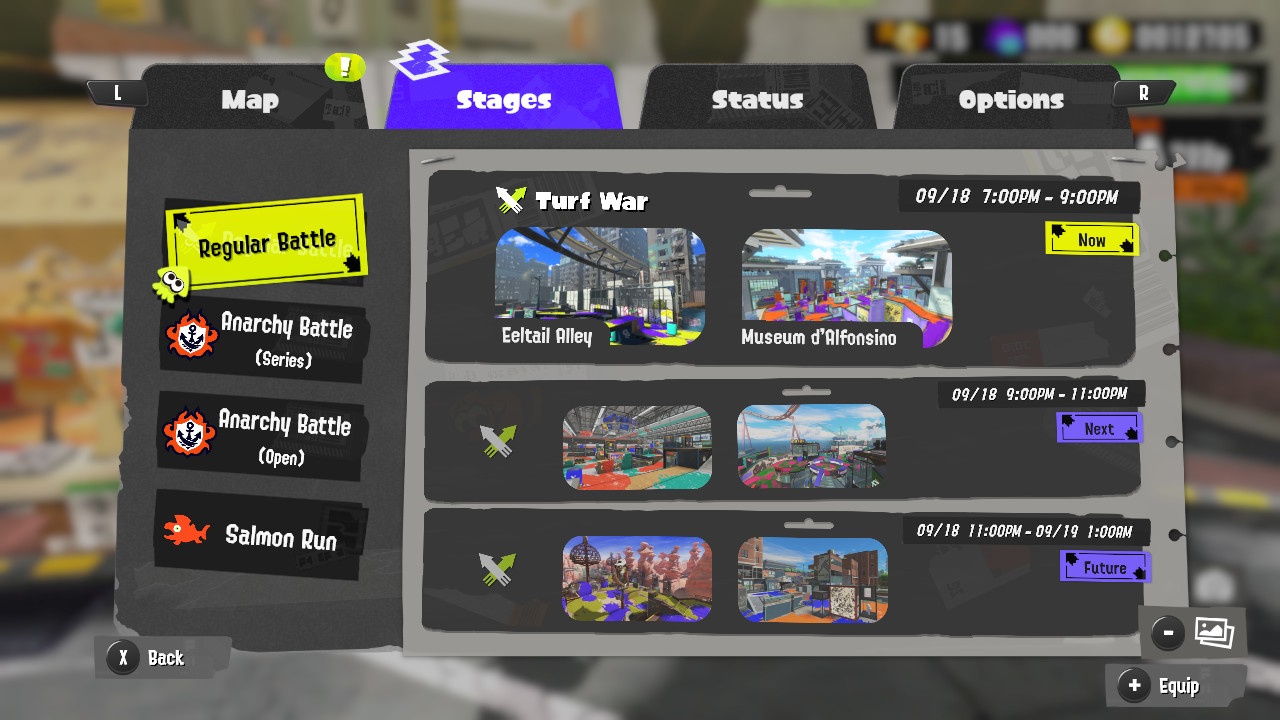 L
Map
!
Stages
Status
Options
R
Regular Battle
Anarchy Battle
(Series)
Anarchy Battle
(Open)
Salmon Run
Turf War
09/18 7:00PM - 9:00PM
Now
Eeltail Alley
Museum d'Alfonsino
09/18 9:00PM - 11:00PM
Next
09/18 11:00PM - 09/19 1:00AM
Future
X Back
-
+ Equip